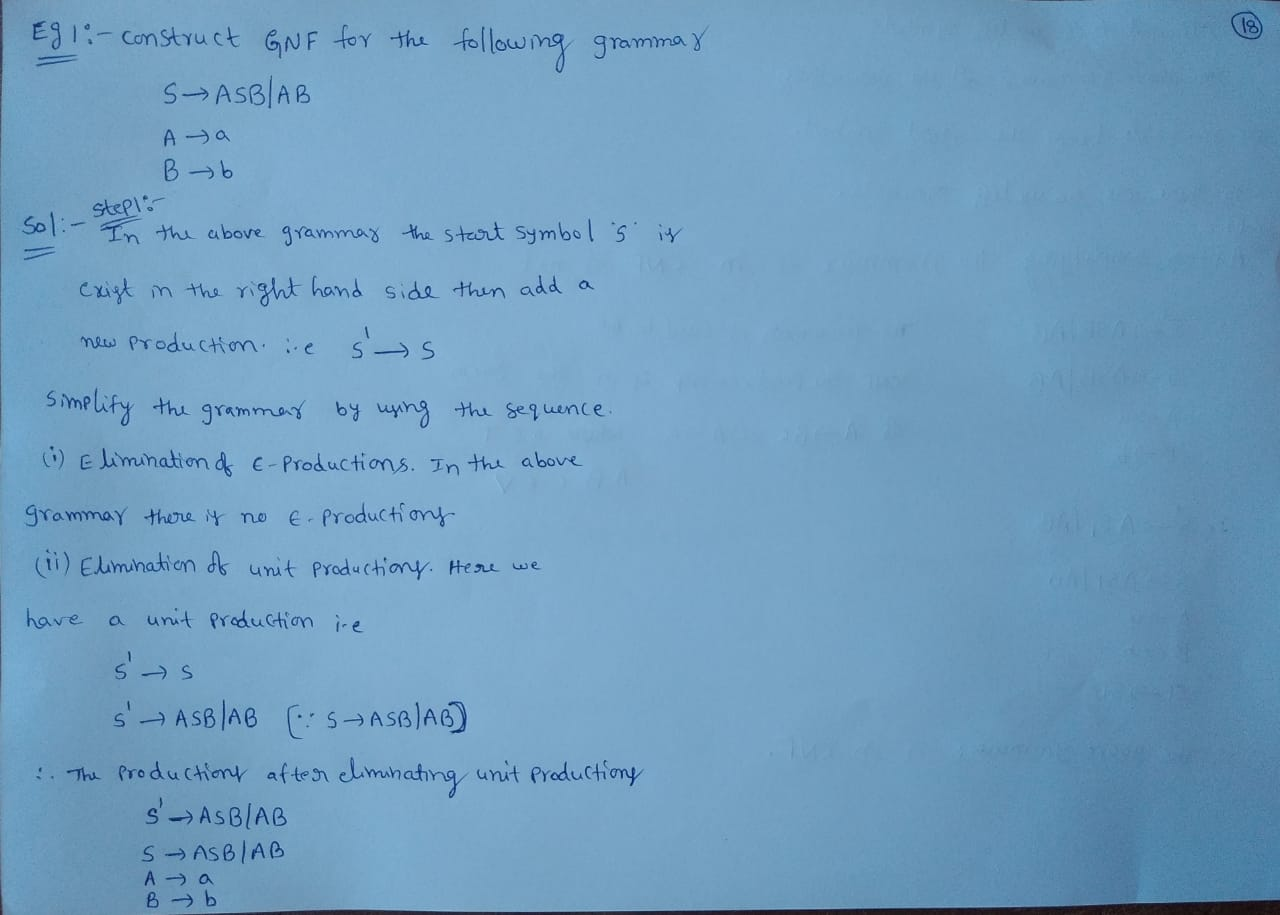 18
Eg 1:- construct GNF for the following grammar
S→ASB|AB
A→a
B→b
Sol:- Step1:-
In the above grammar the start symbol 's' is
exist in the right hand side then add a
new production. i.e S'→S
Simplify the grammar by using the sequence.
(i) Elimination of ε-productions. In the above
grammar there is no ε-productions
(ii) Elimination of unit productions. Here we
have a unit production i.e
S'→S
S'→ASB|AB (∵ S→ASB|AB)
∴ The productions after eliminating unit productions
S'→ASB|AB
S→ASB|AB
A→a
B→b